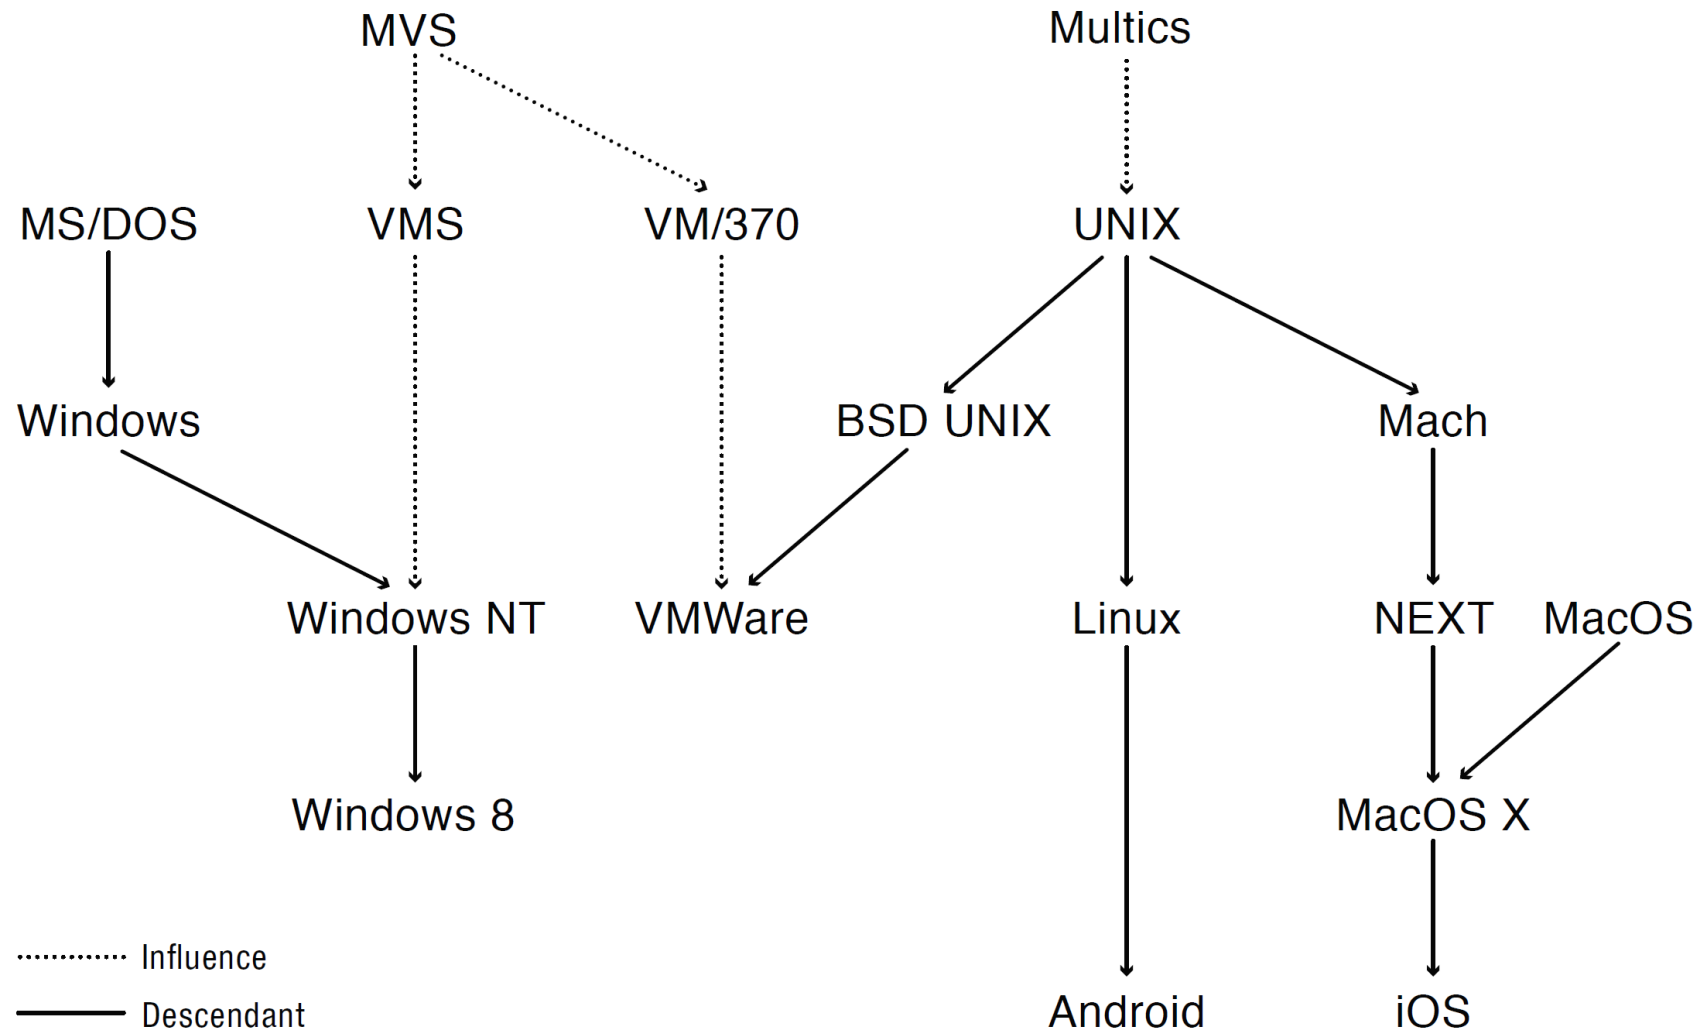 MVS
Multics
MS/DOS
VMS
VM/370
UNIX
Windows
BSD UNIX
Mach
Windows NT
VMWare
Linux
NEXT
MacOS
Windows 8
MacOS X
Influence
Descendant
Android
iOS